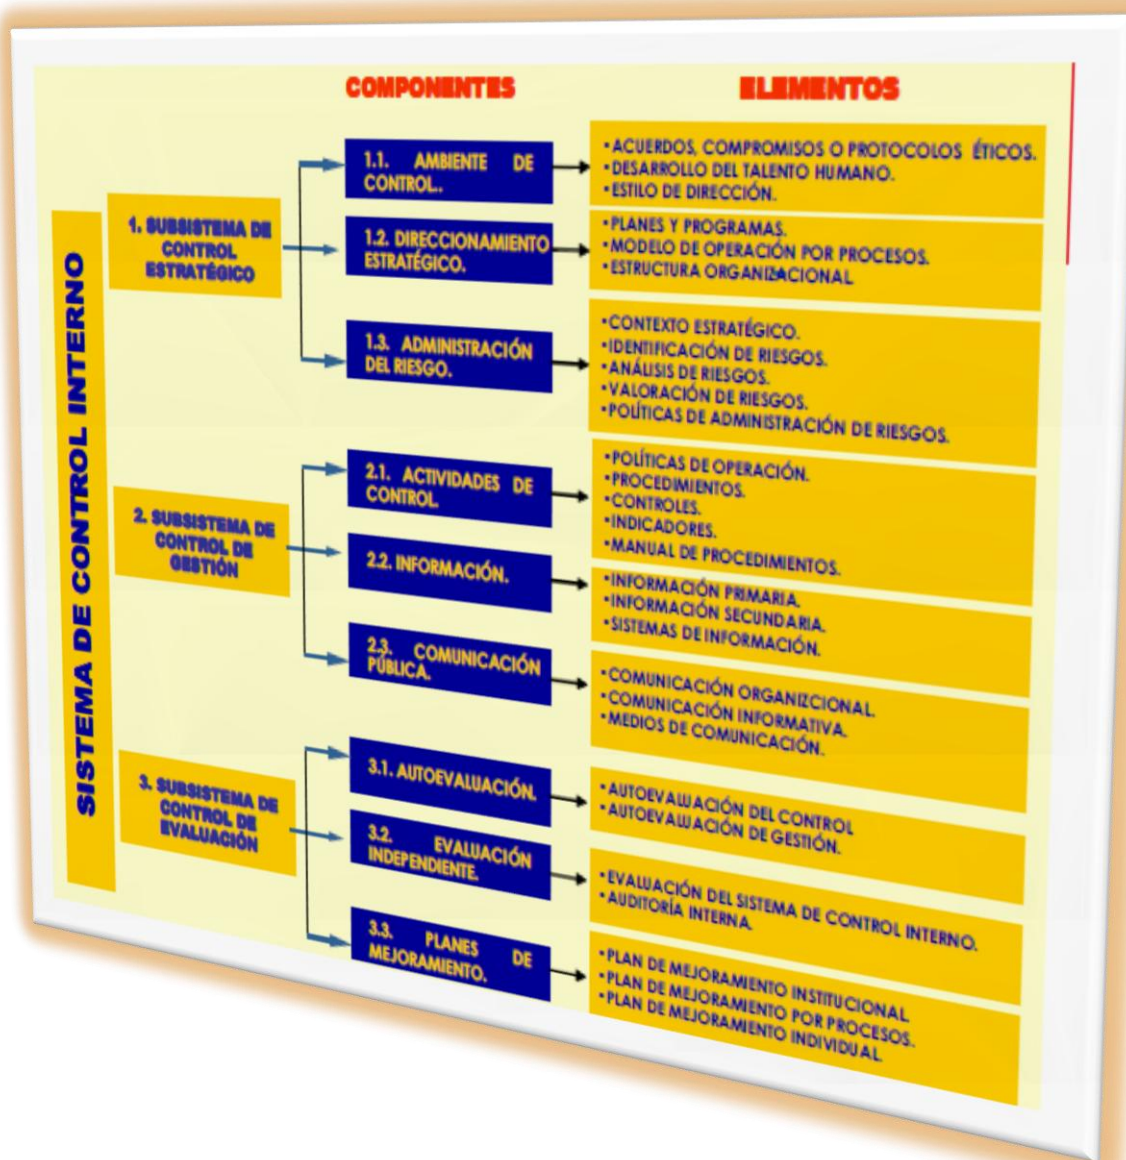 COMPONENTES
ELEMENTOS
SISTEMA DE CONTROL INTERNO
1. SUBSISTEMA DE
CONTROL
ESTRATÉGICO
1.1. AMBIENTE DE
CONTROL..
•ACUERDOS, COMPROMISOS O PROTOCOLOS ÉTICOS.
•DESARROLLO DEL TALENTO HUMANO.
•ESTILO DE DIRECCIÓN.
1.2. DIRECCIONAMIENTO
ESTRATÉGICO.
•PLANES Y PROGRAMAS.
•MODELO DE OPERACIÓN POR PROCESOS.
•ESTRUCTURA ORGANIZACIONAL
1.3. ADMINISTRACIÓN
DEL RIESGO.
•CONTEXTO ESTRATÉGICO.
•IDENTIFICACIÓN DE RIESGOS.
•ANÁLISIS DE RIESGOS.
•VALORACIÓN DE RIESGOS.
•POLÍTICAS DE ADMINISTRACIÓN DE RIESGOS.
2. SUBSISTEMA DE
CONTROL DE
GESTIÓN
2.1. ACTIVIDADES DE
CONTROL.
•POLÍTICAS DE OPERACIÓN.
•PROCEDIMIENTOS.
•CONTROLES.
•INDICADORES.
•MANUAL DE PROCEDIMIENTOS.
2.2. INFORMACIÓN.
•INFORMACIÓN PRIMARIA.
•INFORMACIÓN SECUNDARIA.
•SISTEMAS DE INFORMACIÓN.
2.3. COMUNICACIÓN
PÚBLICA.
•COMUNICACIÓN ORGANIZCIONAL.
•COMUNICACIÓN INFORMATIVA.
•MEDIOS DE COMUNICACIÓN.
3. SUBSISTEMA DE
CONTROL DE
EVALUACIÓN
3.1. AUTOEVALUACIÓN.
•AUTOEVALUACIÓN DEL CONTROL
•AUTOEVALUACIÓN DE GESTIÓN.
3.2. EVALUACIÓN
INDEPENDIENTE.
•EVALUACIÓN DEL SISTEMA DE CONTROL INTERNO.
•AUDITORÍA INTERNA.
3.3. PLANES DE
MEJORAMIENTO.
•PLAN DE MEJORAMIENTO INSTITUCIONAL.
•PLAN DE MEJORAMIENTO POR PROCESOS.
•PLAN DE MEJORAMIENTO INDIVIDUAL.